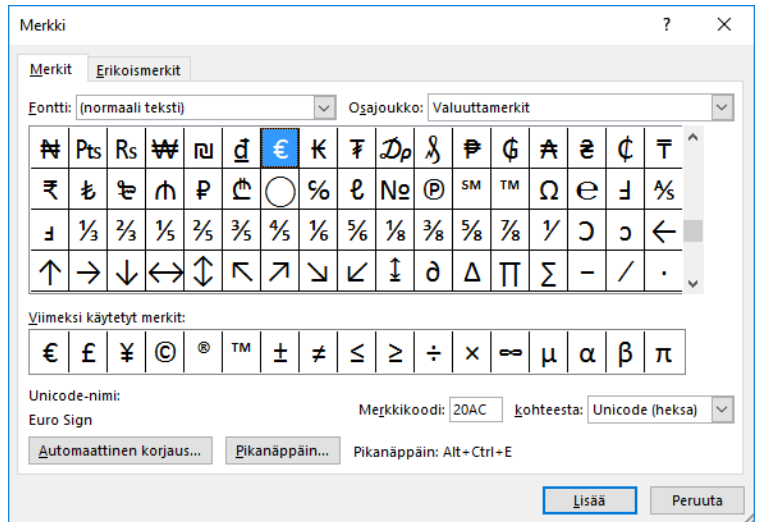 Merkki ? ×
Merkit Erikoismerkit
Fontti: (normaali teksti) Osajoukko: Valuuttamerkit
₦ ₧ ₨ ₩ ₪ ₫ € ₭ ₮ ₯ ₰ ₱ ₲ ₳ ₴ ₵ ₸
₹ ₺ ₻ ₼ ₽ ₾ ⃝ ℅ ℓ № ℗ ℠ ™ Ω ℮ Ⅎ ⅍
ⅎ ⅓ ⅔ ⅕ ⅖ ⅗ ⅘ ⅙ ⅚ ⅛ ⅜ ⅝ ⅞ ⅟ Ↄ ↄ ←
↑ → ↓ ↔ ↕ ↖ ↗ ↘ ↙ ↨ ∂ ∆ ∏ ∑ − ∕ ∙
Viimeksi käytetyt merkit:
€ £ ¥ © ® ™ ± ≠ ≤ ≥ ÷ × ∞ µ α β π
Unicode-nimi:
Euro Sign
Merkkikoodi: 20AC kohteesta: Unicode (heksa)
Automaattinen korjaus... Pikanäppäin... Pikanäppäin: Alt+Ctrl+E
Lisää Peruuta